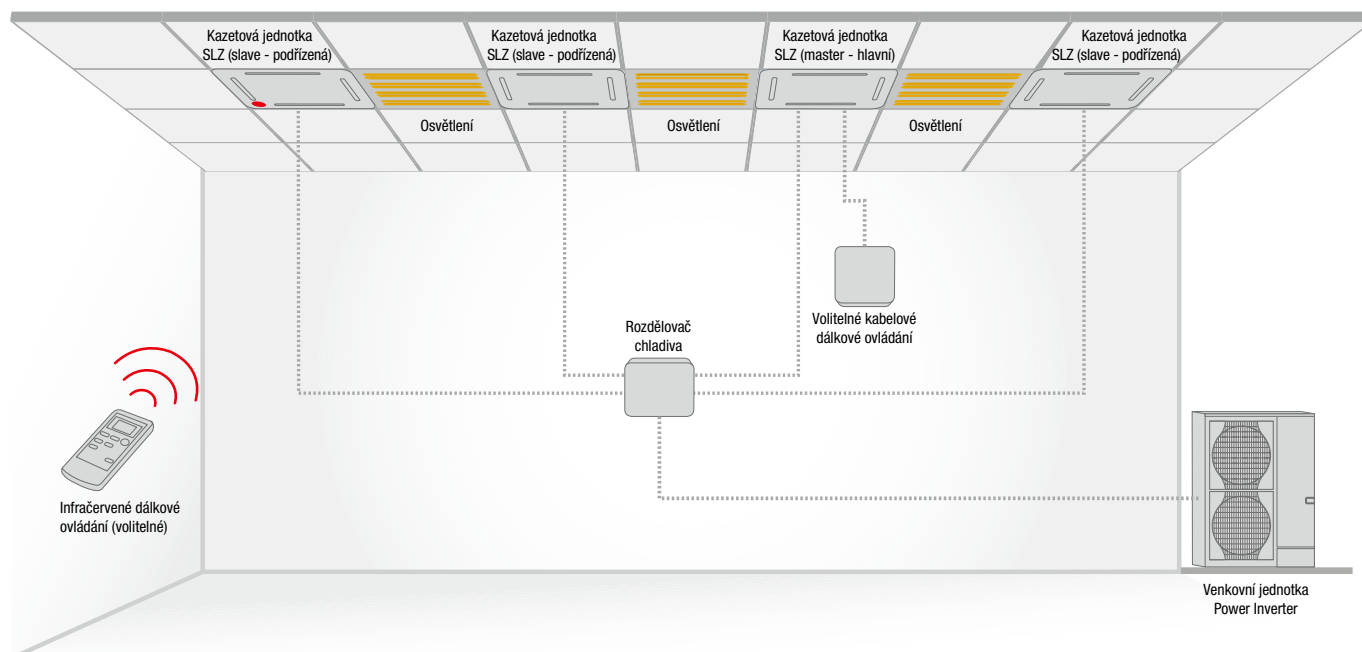 Kazetová jednotka
SLZ (slave - podřízená)
Kazetová jednotka
SLZ (slave - podřízená)
Kazetová jednotka
SLZ (master - hlavní)
Kazetová jednotka
SLZ (slave - podřízená)
Osvětlení
Osvětlení
Osvětlení
Volitelné kabelové
dálkové ovládání
Rozdělovač
chladiva
Infračervené dálkové
ovládání (volitelné)
Venkovní jednotka
Power Inverter